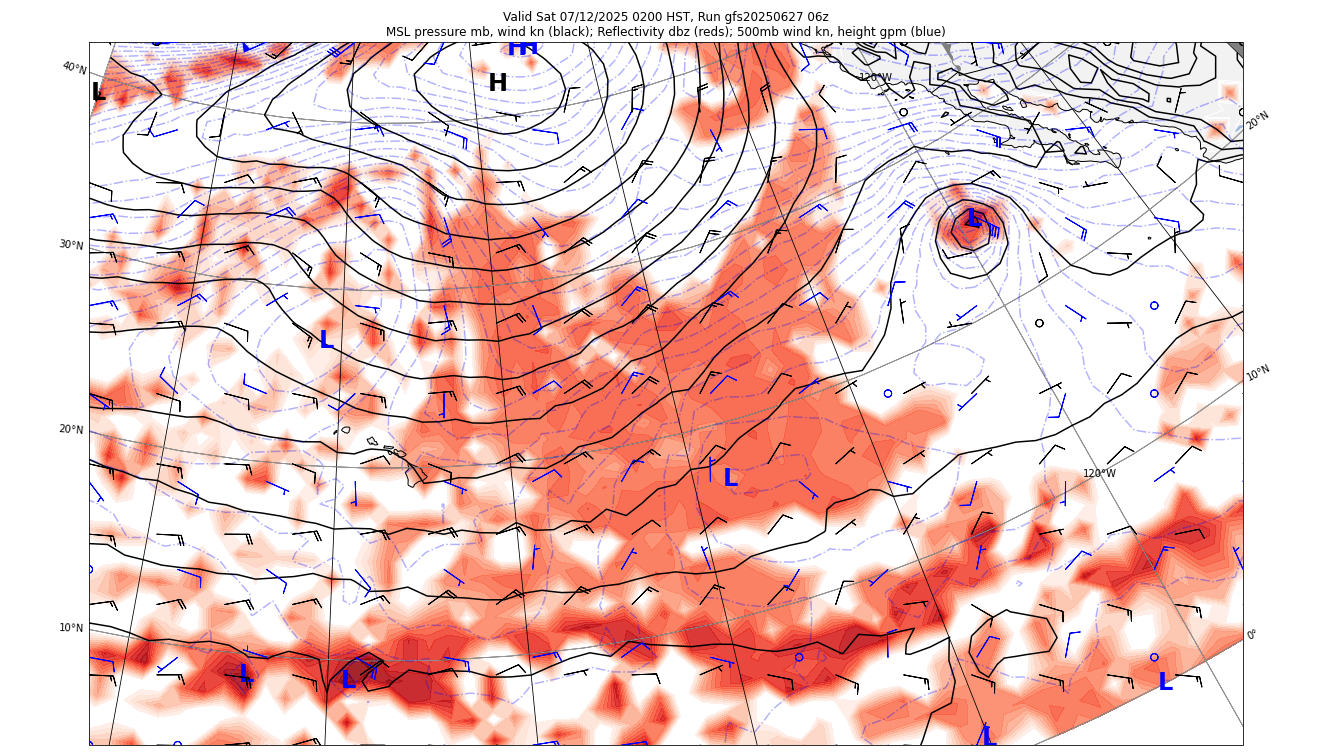 Valid Sat 07/12/2025 0200 HST, Run gfs20250627 06z
MSL pressure mb, wind kn (black); Reflectivity dbz (reds); 500mb wind kn, height gpm (blue)
H H
40°N
120°W
H
L
20°N
L
30°N
L
10°N
20°N
L
120°W
10°N
0°
L
L
L
L